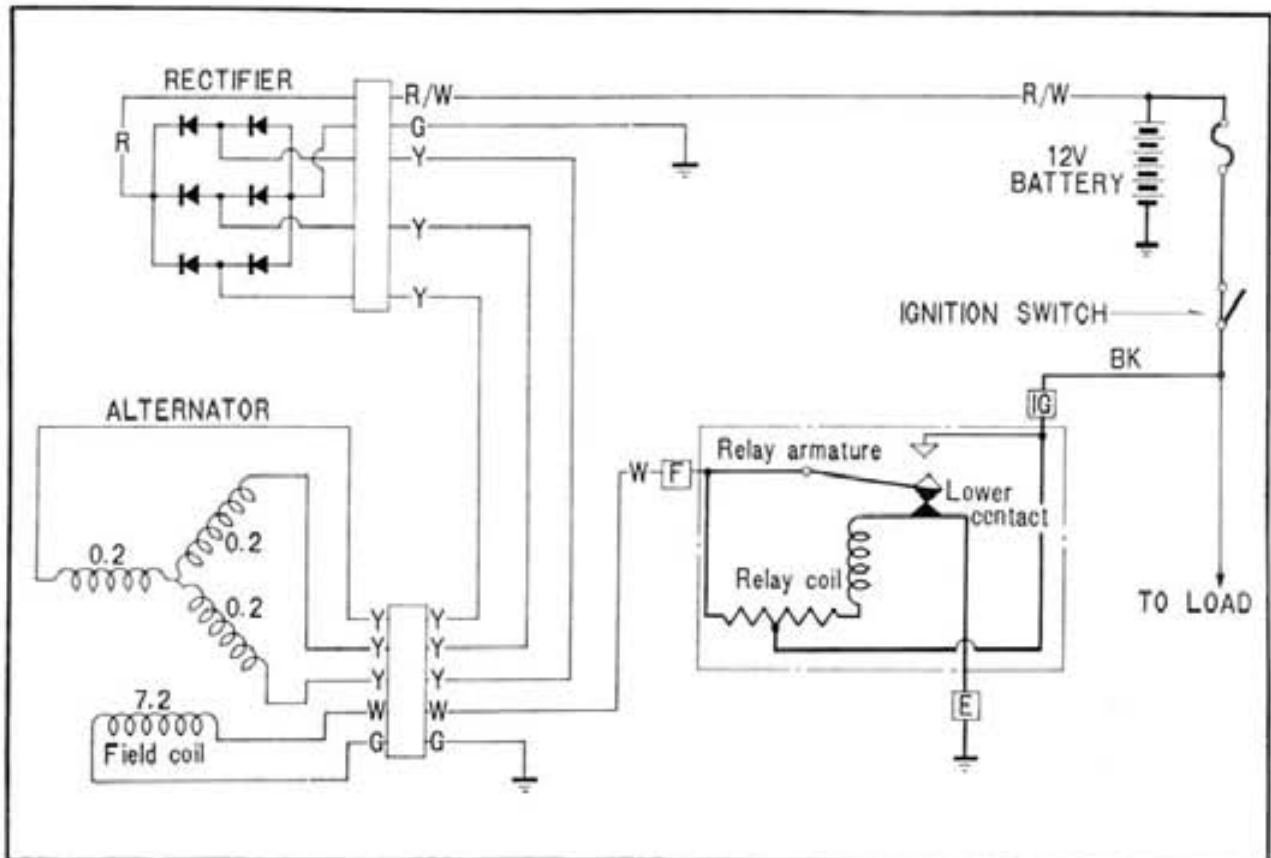 RECTIFIER
R/W
R/W
G
R
Y
12V
BATTERY
Y
Y
IGNITION SWITCH
BK
ALTERNATOR
IG
Relay armature
W
F
Lower
contact
0.2
0.2
0.2
Relay coil
TO LOAD
Y
Y
Y
Y
Y
Y
7.2
W
W
E
Field coil
G
G